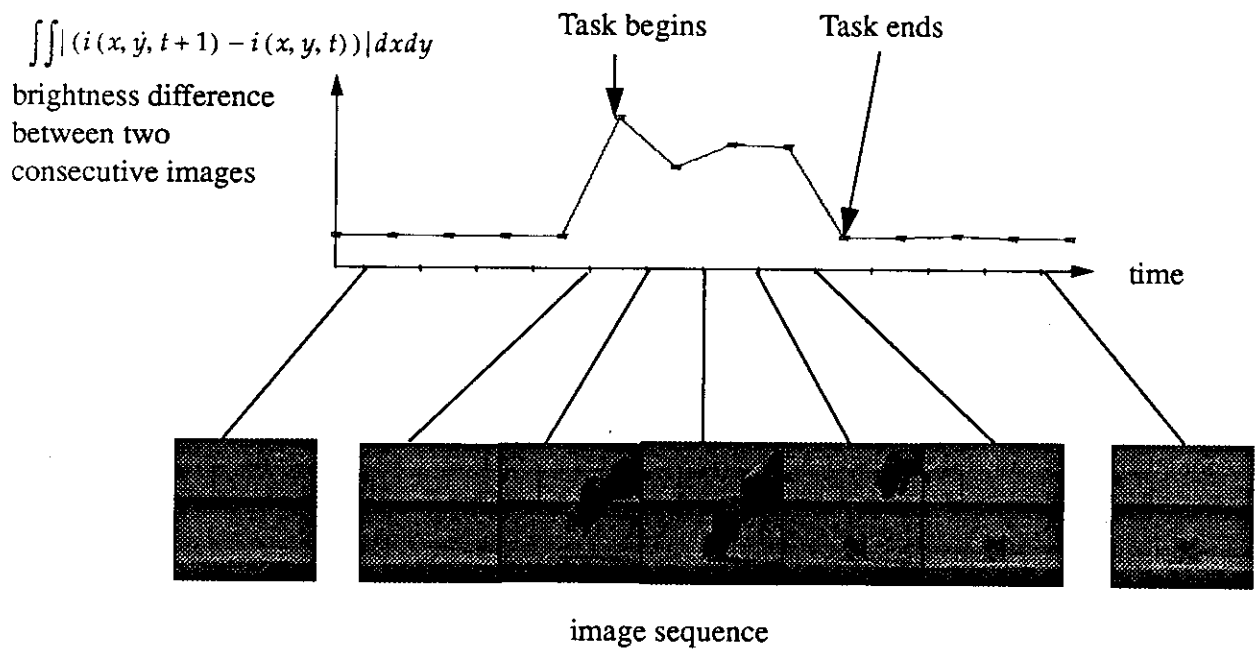 ∫∫|(i(x, y, t+1) − i(x, y, t))|dxdy
brightness difference
between two
consecutive images
Task begins
Task ends
time
image sequence